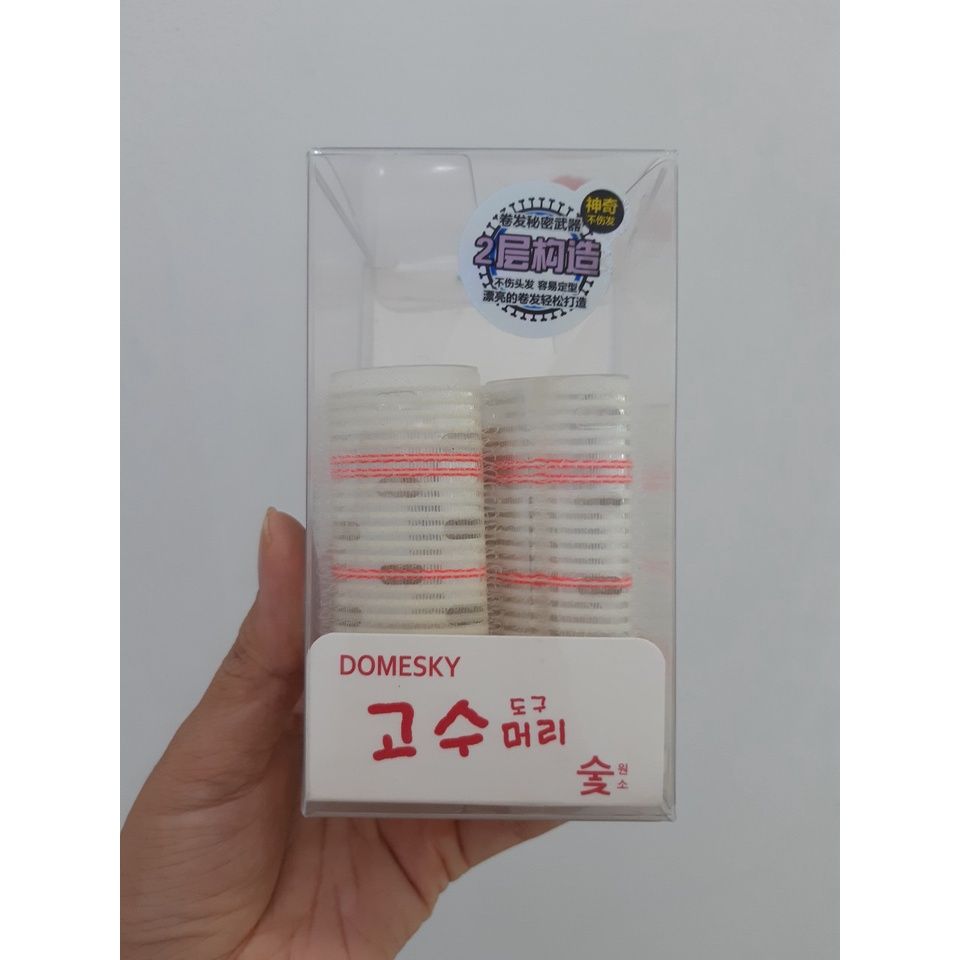 神奇
不伤发
卷发秘密武器
2层构造
不伤头发 容易定型
漂亮的卷发轻松打造
DOMESKY
고수 도구 머리
숯 원소